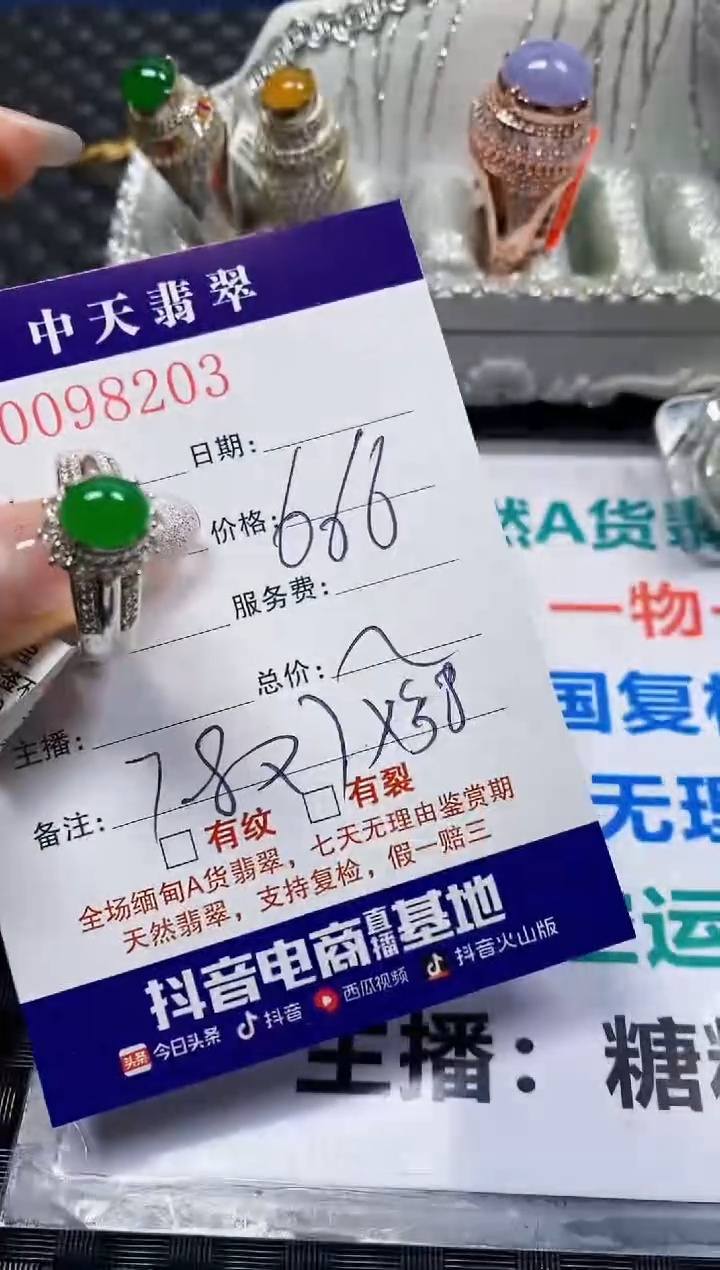 中天翡翠
0098203
日期:
价格: 666
服务费:
总价:
主播:
备注:
有纹 有裂
全场缅甸A货翡翠，七天无理由鉴赏期
天然翡翠，支持复检，假一赔三
抖音电商直播基地
头条 今日头条 抖音 西瓜视频 抖音火山版
然A货翡
一物
国复检
无理
运
主播：糖